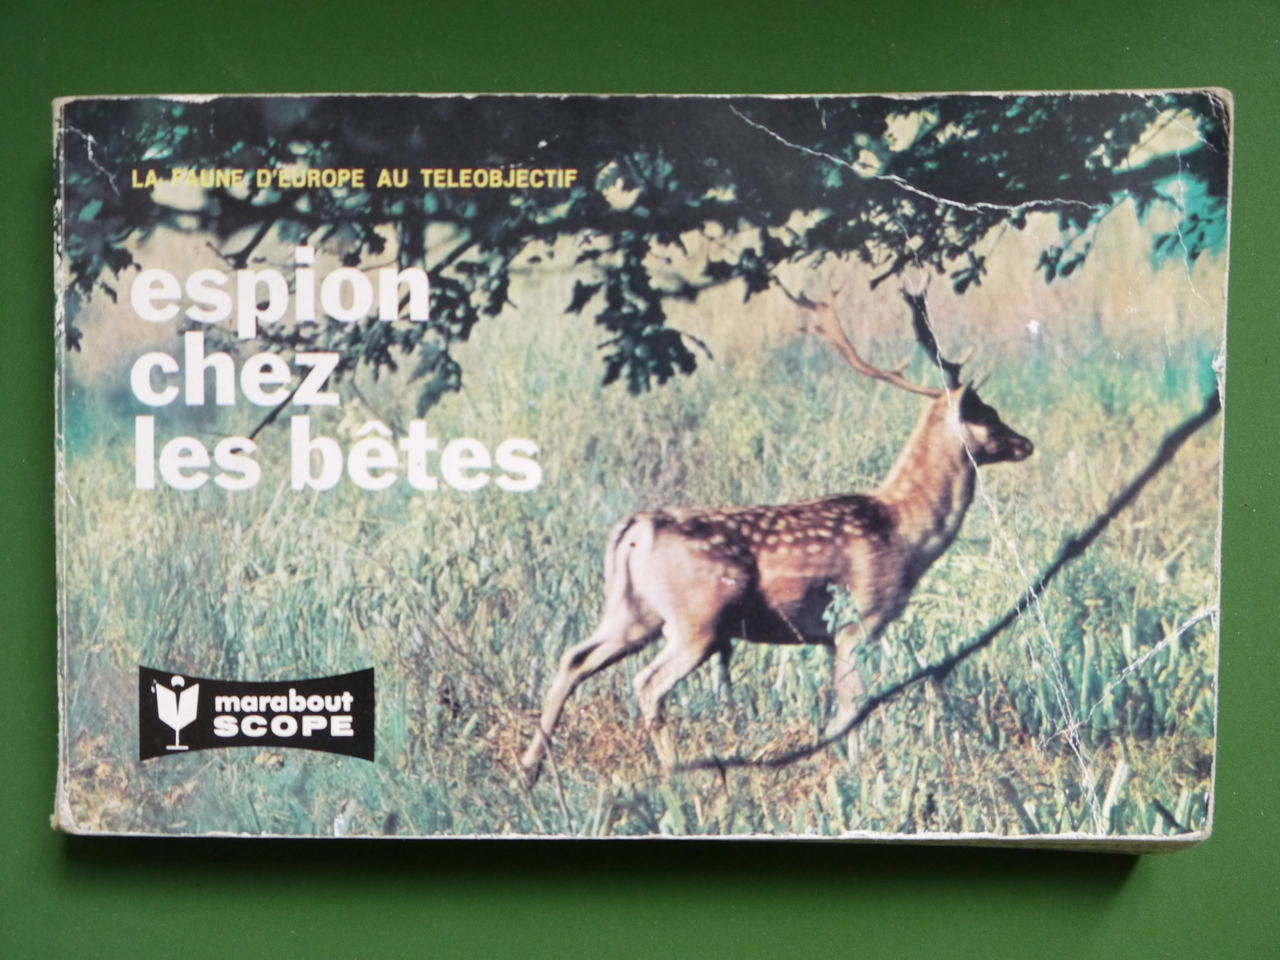 LA FAUNE D'EUROPE AU TELEOBJECTIF
espion
chez
les bêtes
marabout
SCOPE